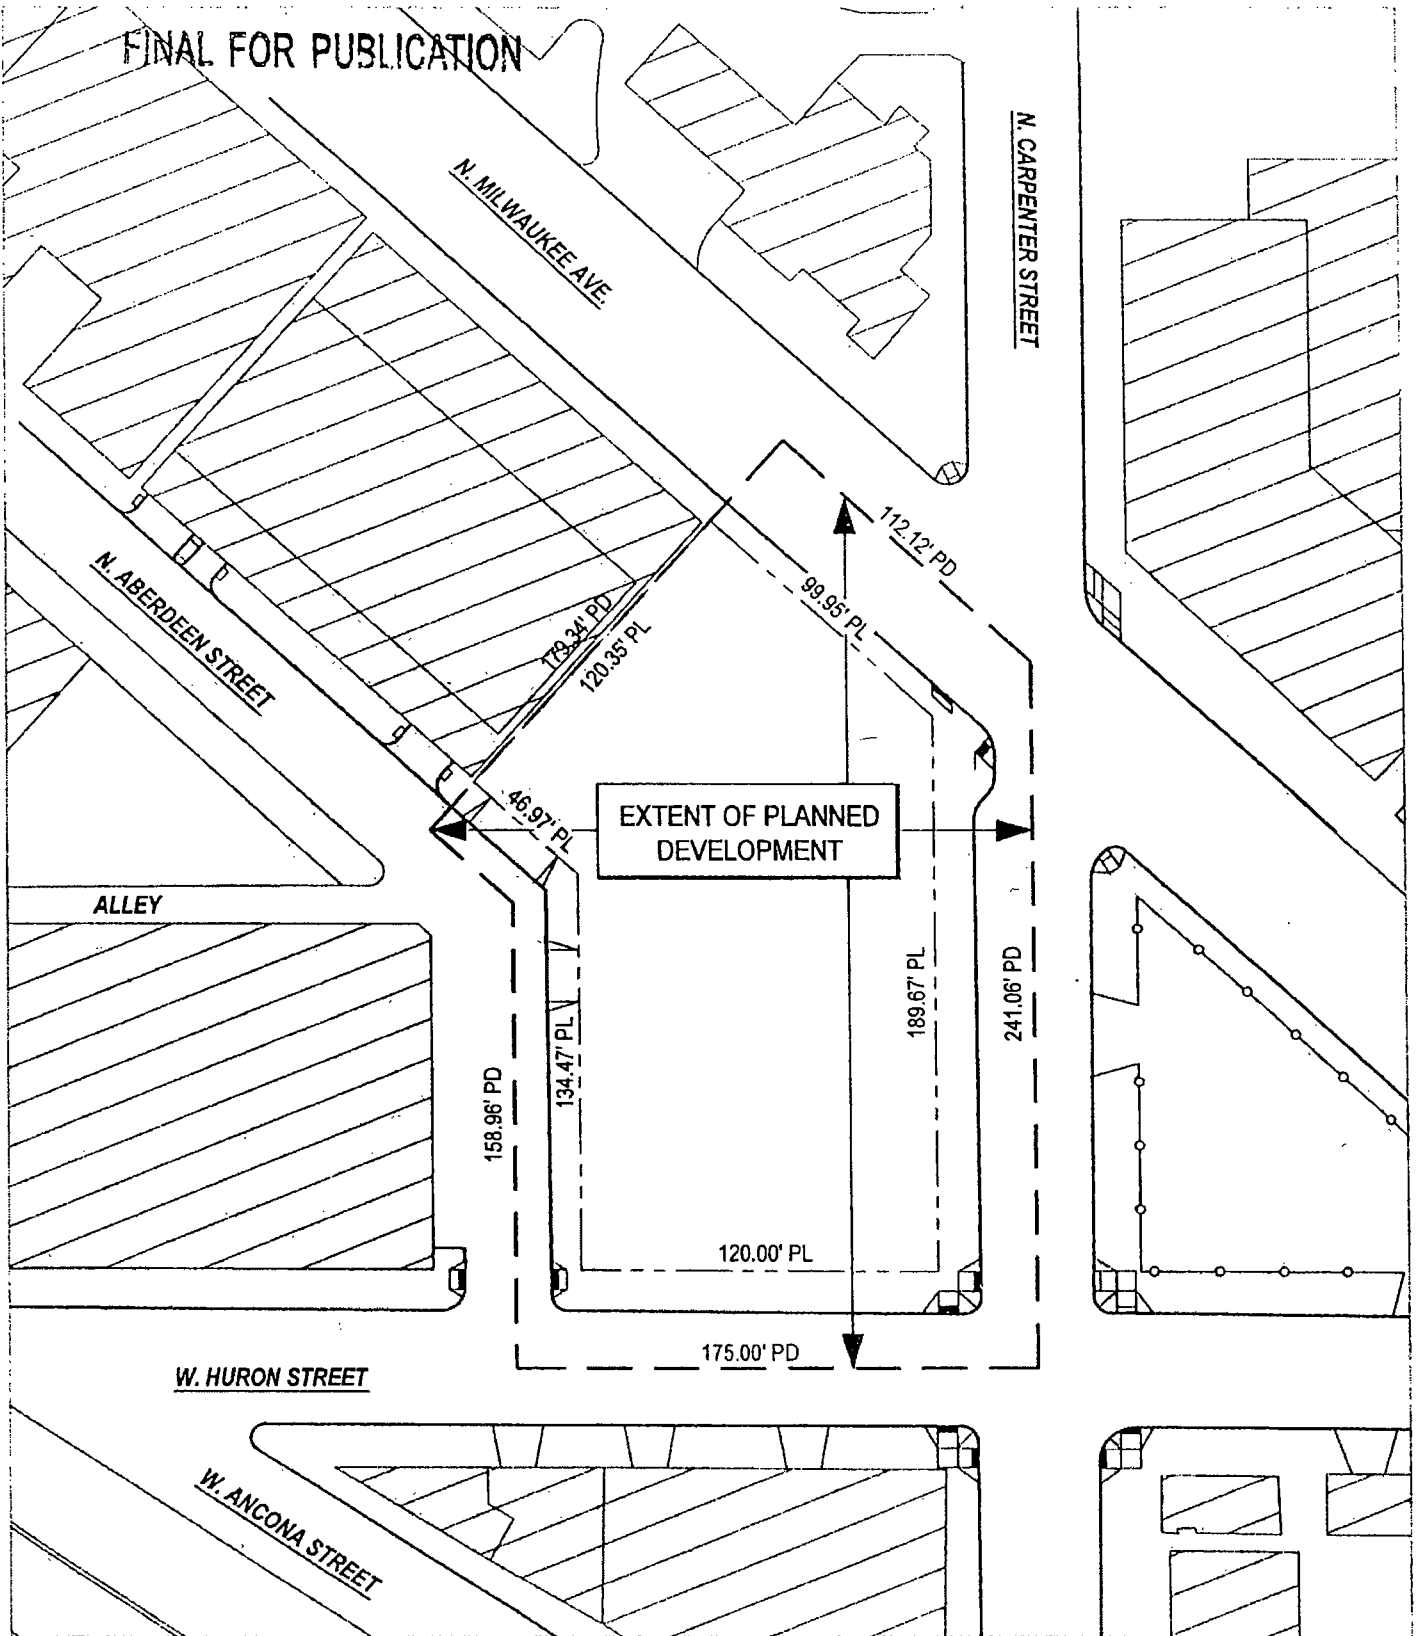 FINAL FOR PUBLICATION
N. MILWAUKEE AVE.
N. CARPENTER STREET
N. ABERDEEN STREET
112.12' PD
99.95' PL
179.34' PD
120.35' PL
46.97' PL
EXTENT OF PLANNED
DEVELOPMENT
ALLEY
189.67' PL
241.06' PD
134.47' PL
158.96' PD
120.00' PL
175.00' PD
W. HURON STREET
W. ANCONA STREET